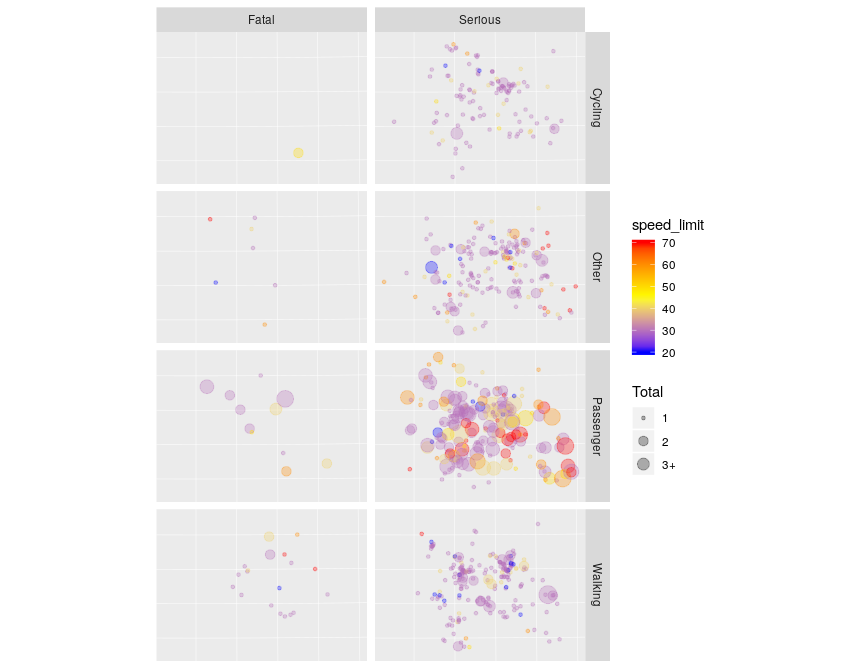 Fatal
Serious
Cycling
Other
Passenger
Walking
speed_limit
70
60
50
40
30
20
Total
1
2
3+